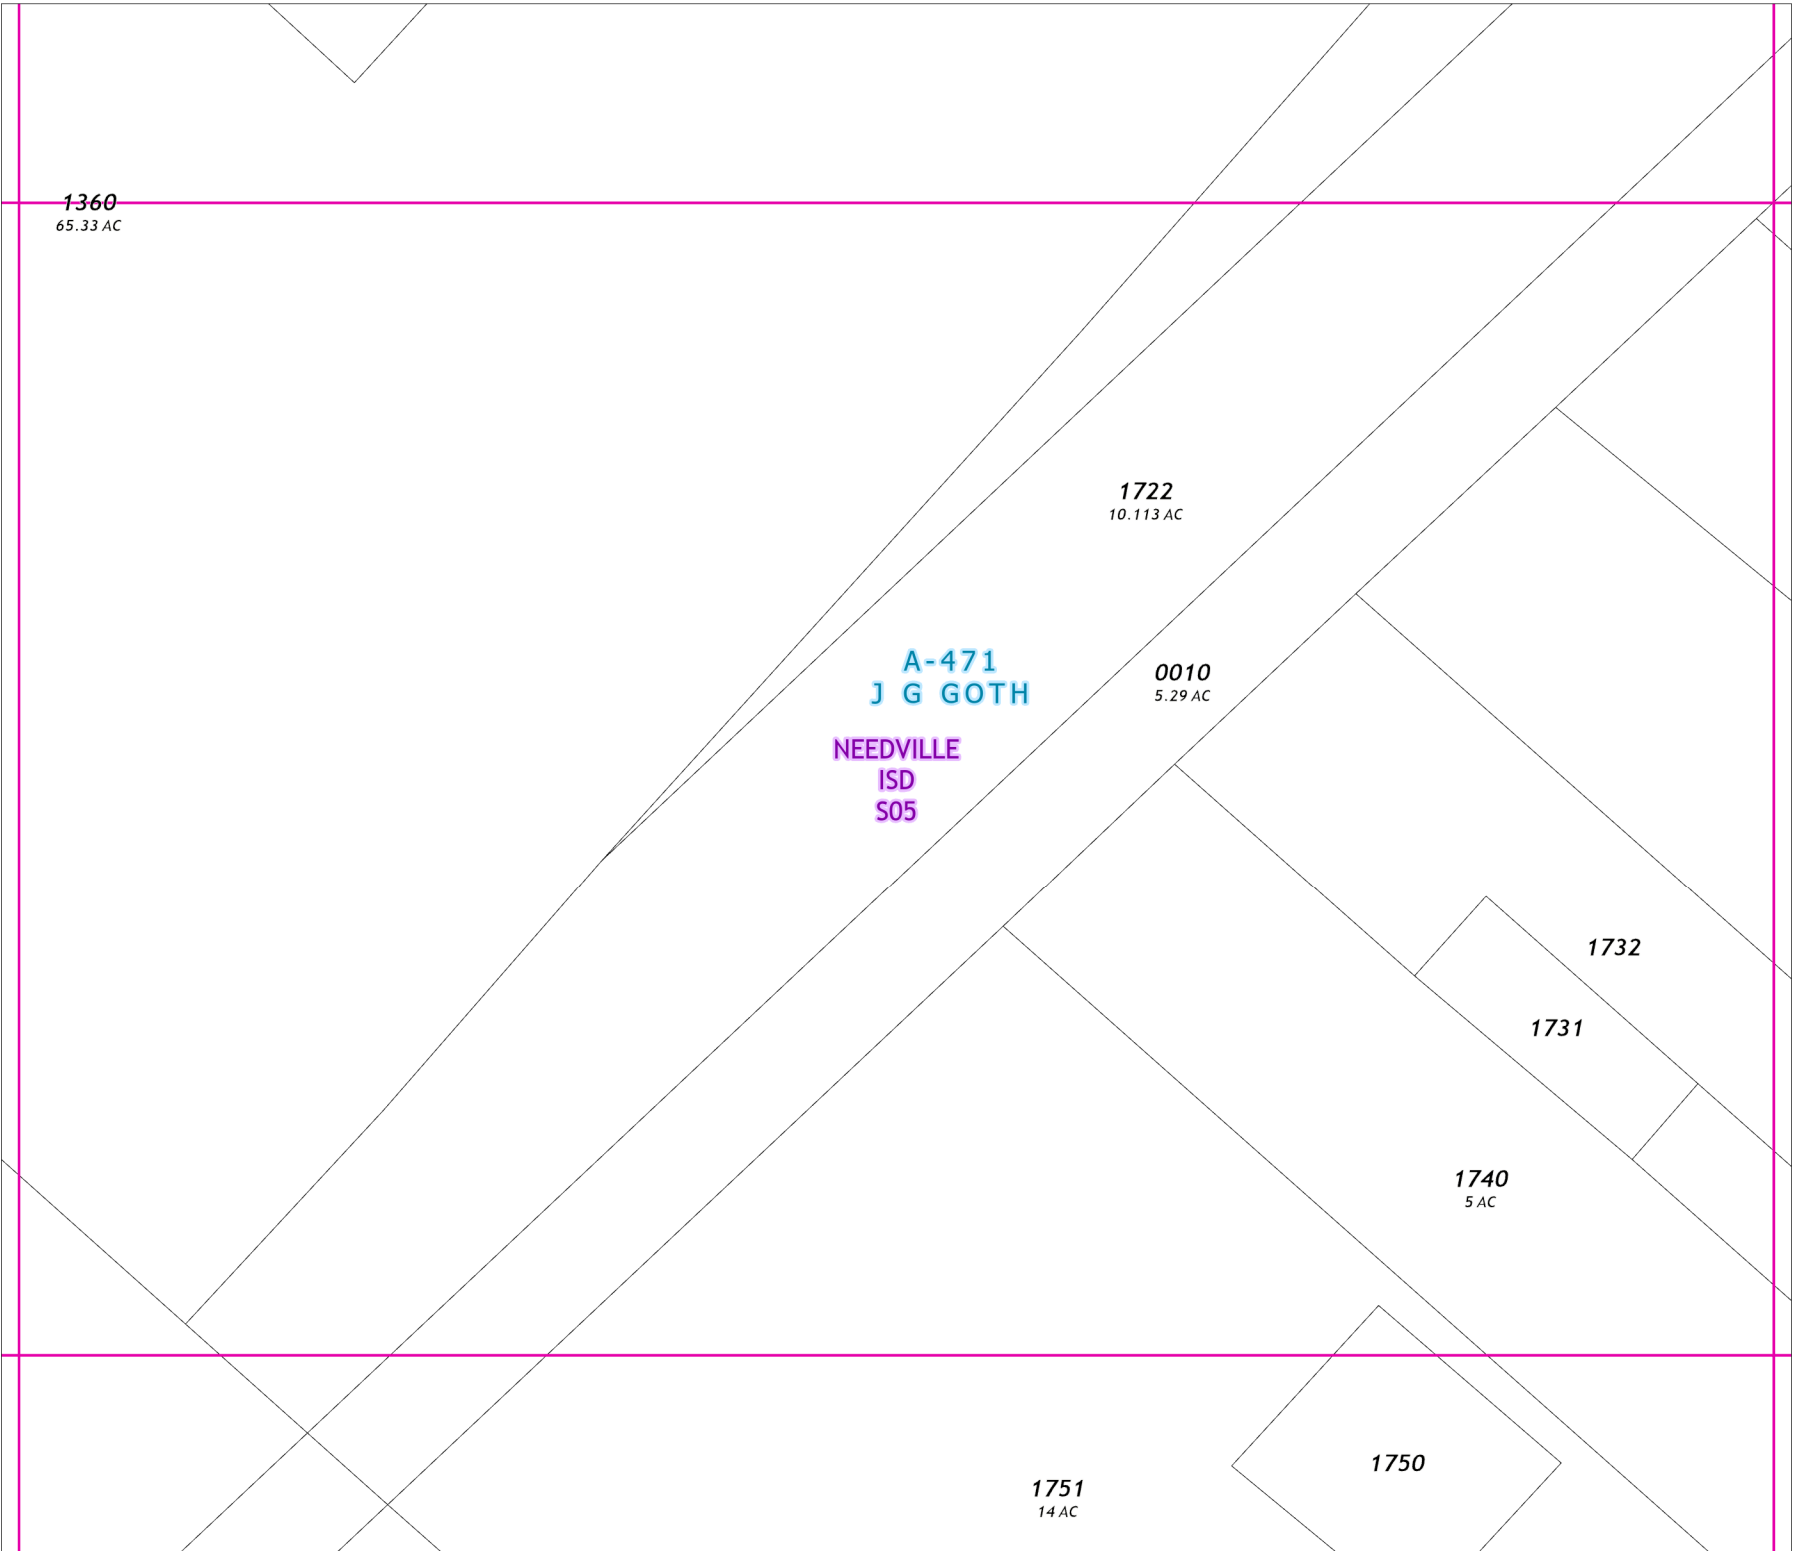 1360
65.33 AC
1722
10.113 AC
A-471
J G GOTH
0010
5.29 AC
NEEDVILLE
ISD
S05
1732
1731
1740
5 AC
1750
1751
14 AC